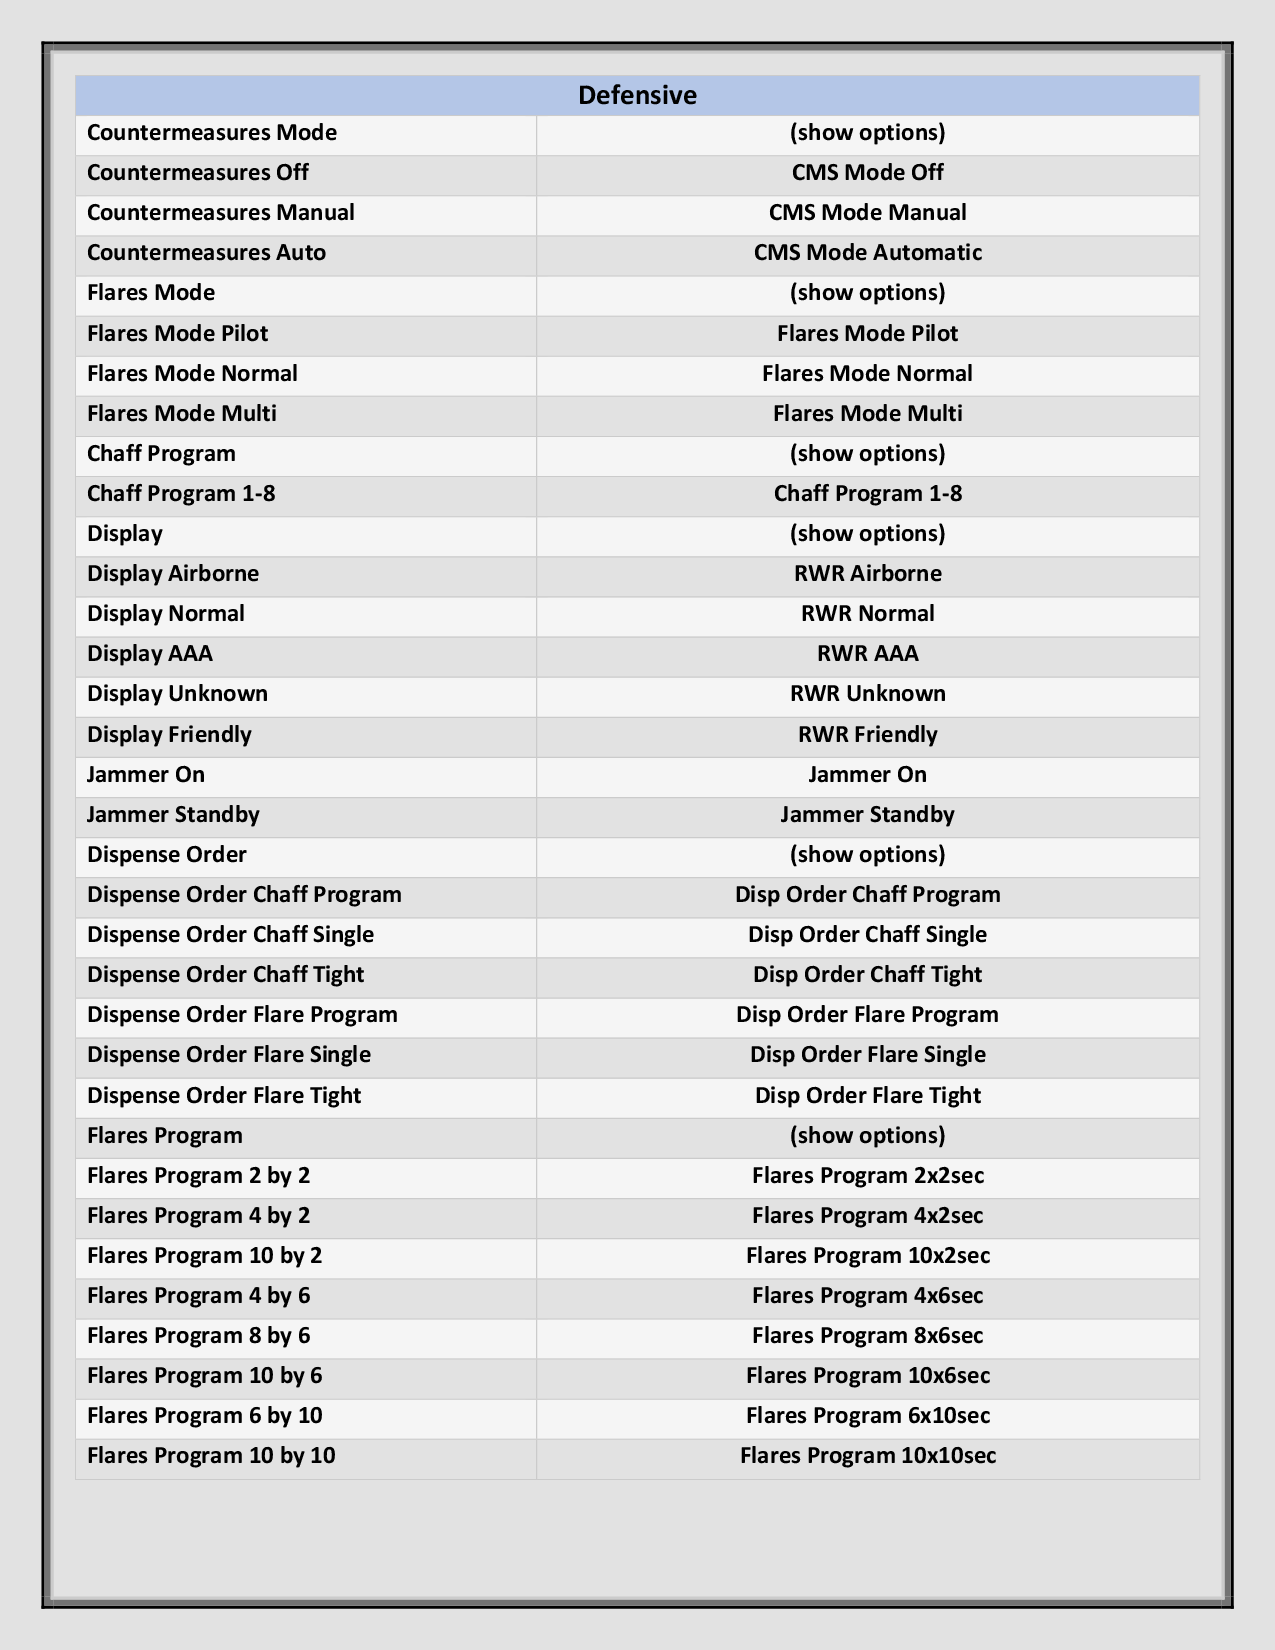 Defensive
Countermeasures Mode (show options)
Countermeasures Off CMS Mode Off
Countermeasures Manual CMS Mode Manual
Countermeasures Auto CMS Mode Automatic
Flares Mode (show options)
Flares Mode Pilot Flares Mode Pilot
Flares Mode Normal Flares Mode Normal
Flares Mode Multi Flares Mode Multi
Chaff Program (show options)
Chaff Program 1-8 Chaff Program 1-8
Display (show options)
Display Airborne RWR Airborne
Display Normal RWR Normal
Display AAA RWR AAA
Display Unknown RWR Unknown
Display Friendly RWR Friendly
Jammer On Jammer On
Jammer Standby Jammer Standby
Dispense Order (show options)
Dispense Order Chaff Program Disp Order Chaff Program
Dispense Order Chaff Single Disp Order Chaff Single
Dispense Order Chaff Tight Disp Order Chaff Tight
Dispense Order Flare Program Disp Order Flare Program
Dispense Order Flare Single Disp Order Flare Single
Dispense Order Flare Tight Disp Order Flare Tight
Flares Program (show options)
Flares Program 2 by 2 Flares Program 2x2sec
Flares Program 4 by 2 Flares Program 4x2sec
Flares Program 10 by 2 Flares Program 10x2sec
Flares Program 4 by 6 Flares Program 4x6sec
Flares Program 8 by 6 Flares Program 8x6sec
Flares Program 10 by 6 Flares Program 10x6sec
Flares Program 6 by 10 Flares Program 6x10sec
Flares Program 10 by 10 Flares Program 10x10sec